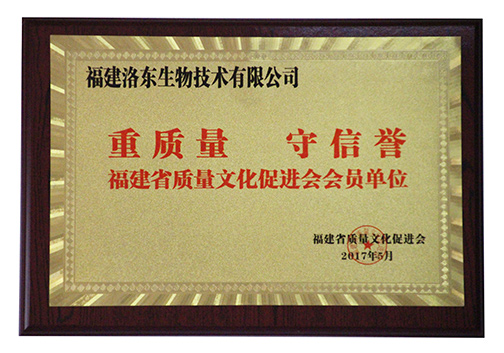 福建洛东生物技术有限公司
重质量 守信誉
福建省质量文化促进会会员单位
福建省质量文化促进会
2017年5月